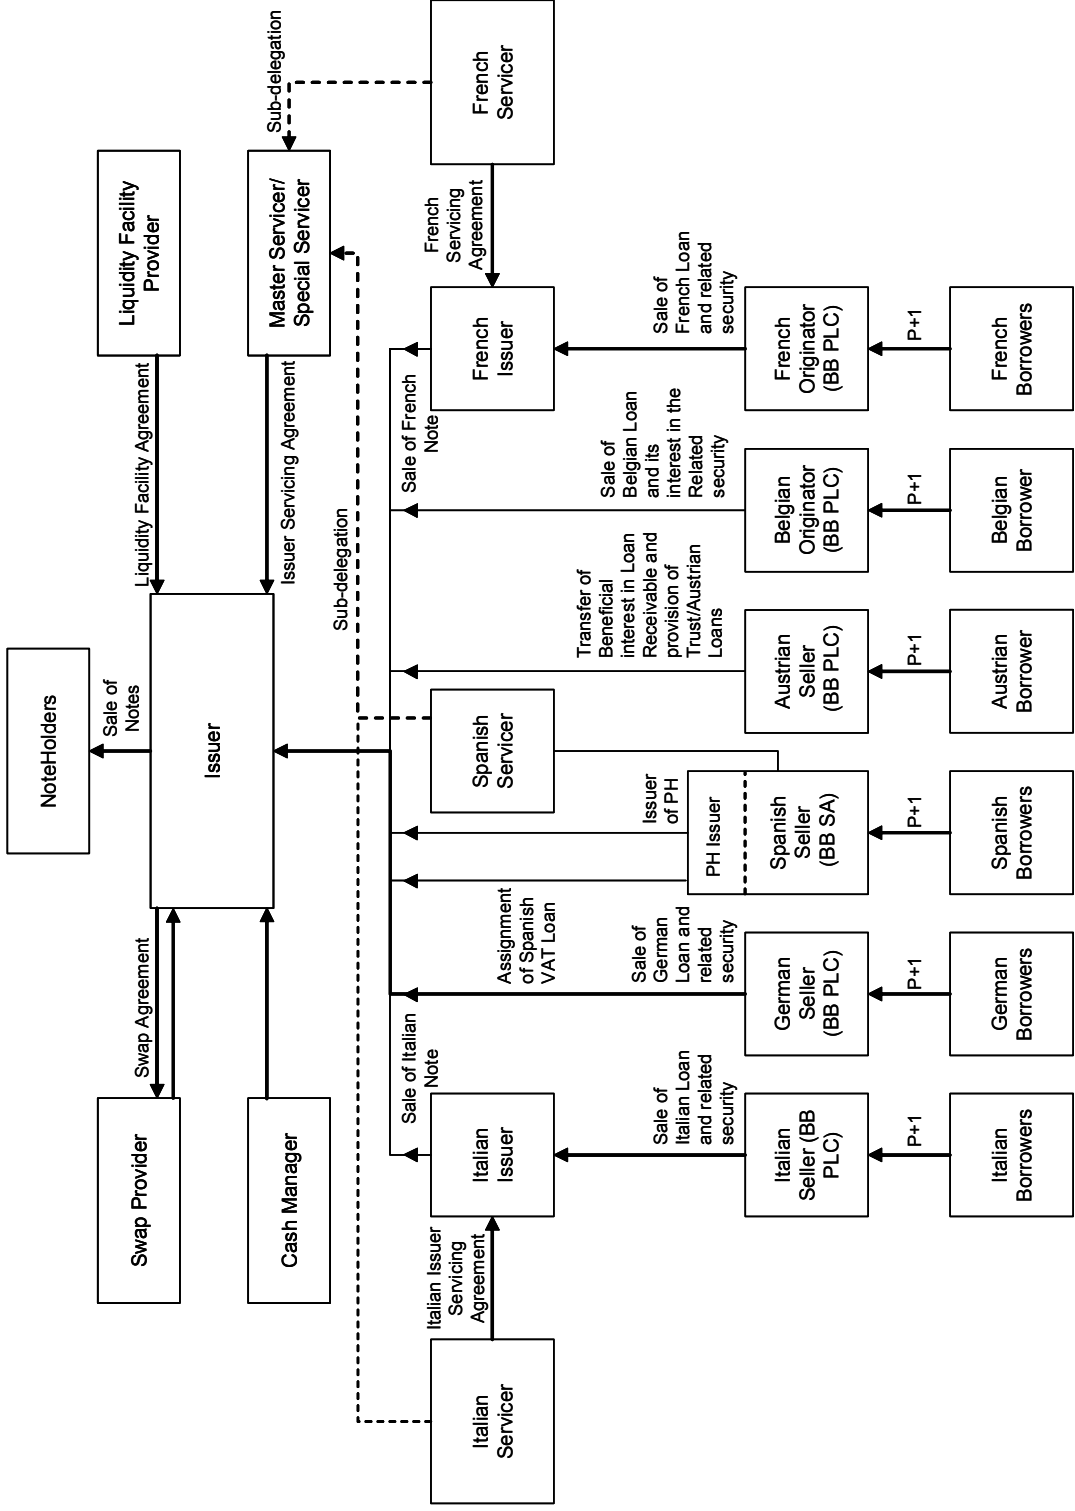 NoteHolders
Sale of
Notes
Swap Provider
Swap Agreement
Issuer
Liquidity Facility Agreement
Liquidity Facility
Provider
Cash Manager
Issuer Servicing Agreement
Master Servicer/
Special Servicer
Sub-delegation
Sub-delegation
Italian
Servicer
Italian Issuer
Servicing
Agreement
Italian
Issuer
Sale of Italian
Note
Assignment
of Spanish
VAT Loan
Spanish
Servicer
Sale of French
Note
French
Issuer
French
Servicing
Agreement
French
Servicer
Sale of
Italian Loan
and related
security
Sale of
German
Loan and
related
security
Issuer
of PH
Transfer of
Beneficial
interest in Loan
Receivable and
provision of
Trust/Austrian
Loans
Sale of
Belgian Loan
and its
interest in the
Related
security
Sale of
French Loan
and related
security
Italian
Seller (BB
PLC)
German
Seller
(BB PLC)
PH Issuer
Spanish
Seller
(BB SA)
Austrian
Seller
(BB PLC)
Belgian
Originator
(BB PLC)
French
Originator
(BB PLC)
P+1
P+1
P+1
P+1
P+1
P+1
Italian
Borrowers
German
Borrowers
Spanish
Borrowers
Austrian
Borrower
Belgian
Borrower
French
Borrowers